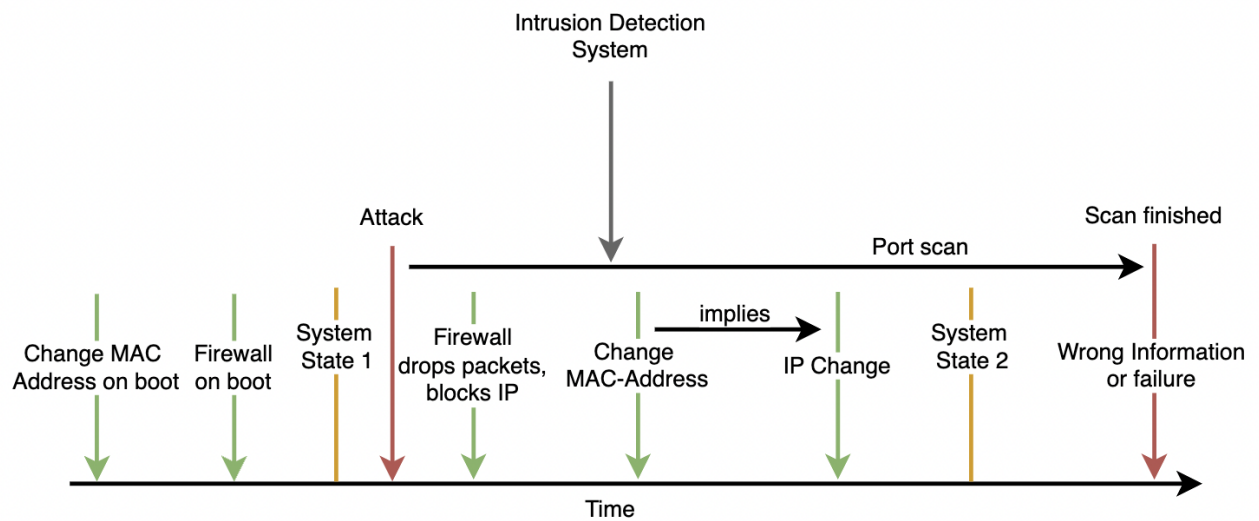 Intrusion Detection
System
Attack
Scan finished
Port scan
implies
Change MAC
Address on boot
Firewall
on boot
System
State 1
Firewall
drops packets,
blocks IP
Change
MAC-Address
IP Change
System
State 2
Wrong Information
or failure
Time